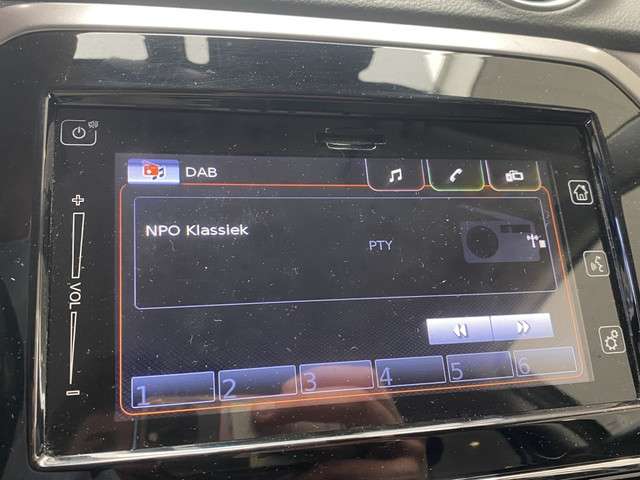 DAB
NPO Klassiek
PTY
+
VOL
-
1 2 3 4 5 6